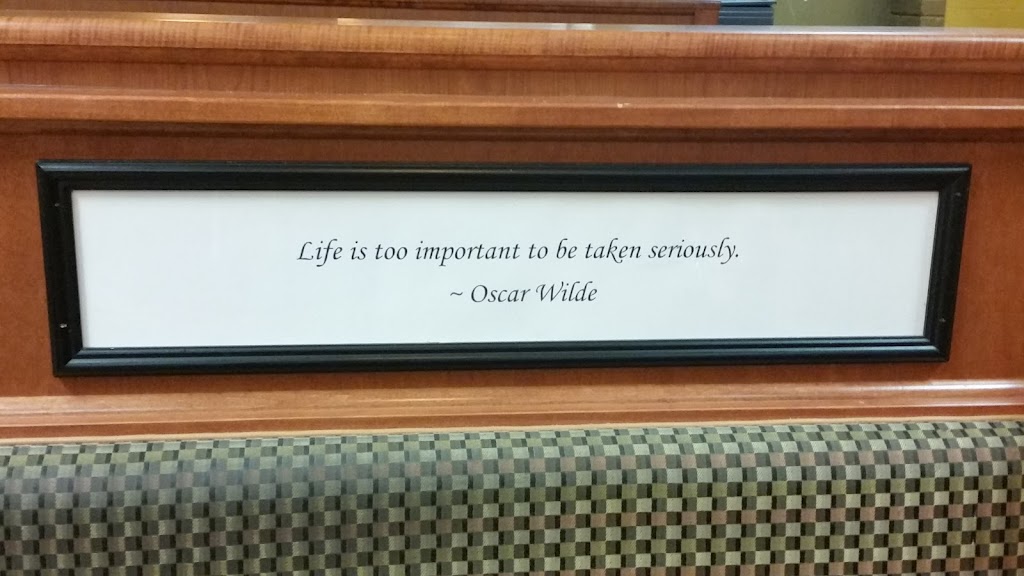 Life is too important to be taken seriously.
~ Oscar Wilde